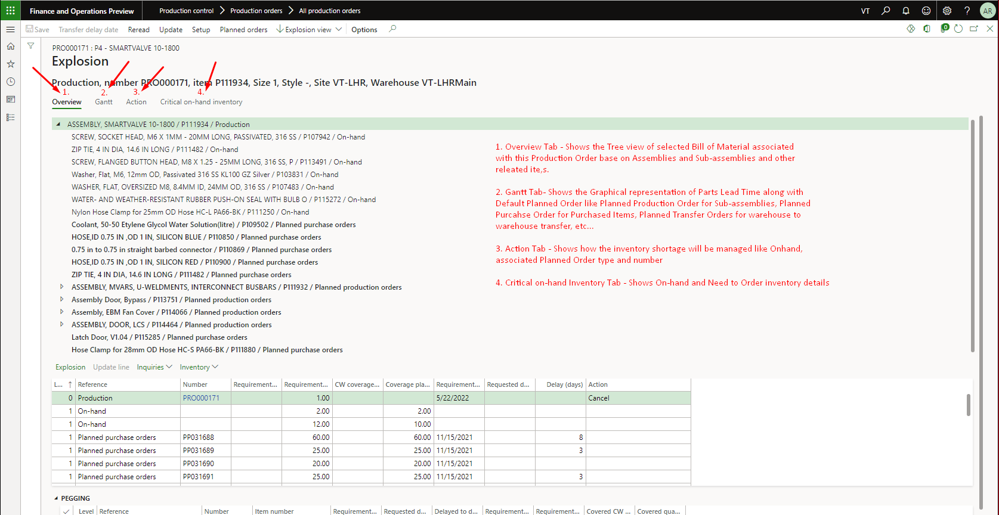 Finance and Operations Preview
Production control
Production orders
All production orders
VT
?
AR
Save
Transfer delay date
Reread
Update
Setup
Planned orders
Explosion view
Options
0
PRO000171 : P4 - SMARTVALVE 10-1800
Explosion
Production, number PRO000171, item P111934, Size 1, Style -, Site VT-LHR, Warehouse VT-LHRMain
1.
2.
3.
4.
Overview
Gantt
Action
Critical on-hand inventory
ASSEMBLY, SMARTVALVE 10-1800 / P111934 / Production
SCREW, SOCKET HEAD, M6 X 1MM - 20MM LONG, PASSIVATED, 316 SS / P107942 / On-hand
ZIP TIE, 4 IN DIA, 14.6 IN LONG / P111482 / On-hand
SCREW, FLANGED BUTTON HEAD, M8 X 1.25 - 25MM LONG, 316 SS, P / P113491 / On-hand
Washer, Flat, M6, 12mm OD, Passivated 316 SS KL100 GZ Silver / P103831 / On-hand
WASHER, FLAT, OVERSIZED M8, 8.4MM ID, 24MM OD, 316 SS / P107483 / On-hand
WATER- AND WEATHER-RESISTANT RUBBER PUSH-ON SEAL WITH BULB O / P115272 / On-hand
Nylon Hose Clamp for 25mm OD Hose HC-L PA66-BK / P111250 / On-hand
Coolant, 50-50 Etylene Glycol Water Solution(litre) / P109502 / Planned purchase orders
HOSE,ID 0.75 IN ,OD 1 IN, SILICON BLUE / P110850 / Planned purchase orders
0.75 in to 0.75 in straight barbed connector / P110869 / Planned purchase orders
HOSE,ID 0.75 IN ,OD 1 IN, SILICON RED / P110900 / Planned purchase orders
ZIP TIE, 4 IN DIA, 14.6 IN LONG / P111482 / Planned purchase orders
ASSEMBLY, MVARS, U-WELDMENTS, INTERCONNECT BUSBARS / P111932 / Planned production orders
Assembly Door, Bypass / P113751 / Planned production orders
Assembly, EBM Fan Cover / P114066 / Planned production orders
ASSEMBLY, DOOR, LCS / P114464 / Planned production orders
Latch Door, V1.04 / P115285 / Planned purchase orders
Hose Clamp for 28mm OD Hose HC-S PA66-BK / P111880 / Planned purchase orders
1. Overview Tab - Shows the Tree view of selected Bill of Material associated
with this Production Order base on Assemblies and Sub-assemblies and other
releated ite,s.
2. Gantt Tab- Shows the Graphical representation of Parts Lead Time along with
Default Planned Order like Planned Production Order for Sub-assemblies, Planned
Purcahse Order for Purchased Items, Planned Transfer Orders for warehouse to
warehouse transfer, etc...
3. Action Tab - Shows how the inventory shortage will be managed like Onhand,
associated Planned Order type and number
4. Critical on-hand Inventory Tab - Shows On-hand and Need to Order inventory details
Explosion
Update line
Inquiries
Inventory
L... Reference Number Requirement... Requirement... CW coverage... Coverage pla... Requirement... Requested d... Delay (days) Action
0 Production PRO000171 1.00 5/22/2022 Cancel
1 On-hand 2.00 2.00
1 On-hand 12.00 10.00
1 Planned purchase orders PP031688 60.00 60.00 11/15/2021 8
1 Planned purchase orders PP031689 25.00 25.00 11/15/2021 3
1 Planned purchase orders PP031690 20.00 20.00 11/15/2021
1 Planned purchase orders PP031691 25.00 25.00 11/15/2021 3
PEGGING
Level Reference Number Item number Requirement... Requested d... Delayed to d... Requirement... Requirement... Covered CW ... Covered qua...